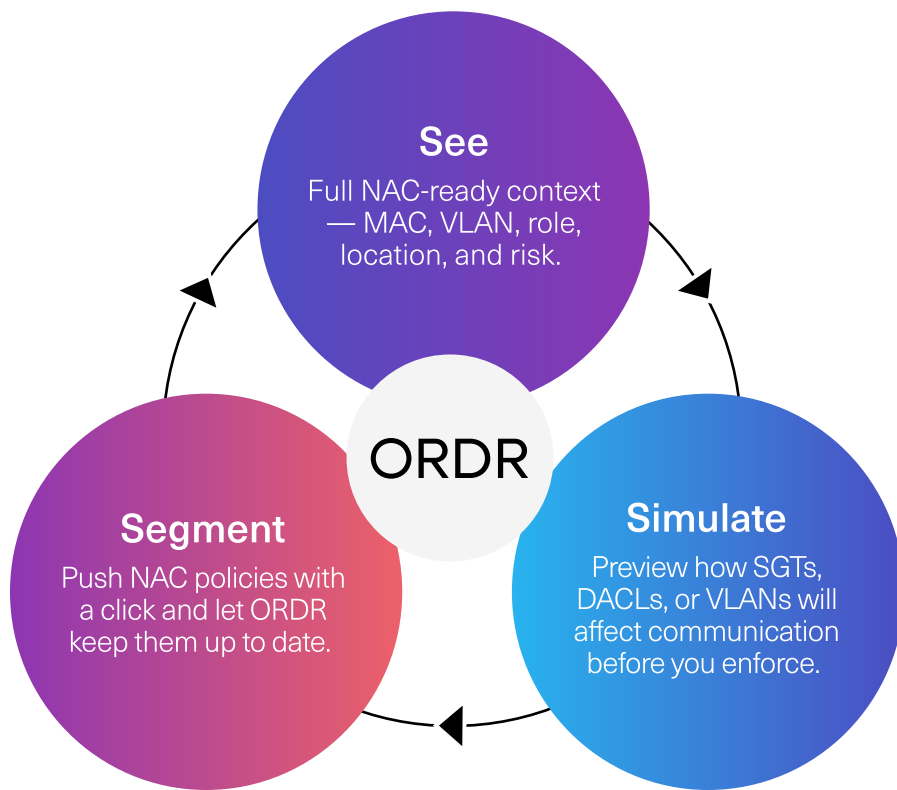 See
Full NAC-ready context
— MAC, VLAN, role,
location, and risk.
ORDR
Segment
Push NAC policies with
a click and let ORDR
keep them up to date.
Simulate
Preview how SGTs,
DACLs, or VLANs will
affect communication
before you enforce.